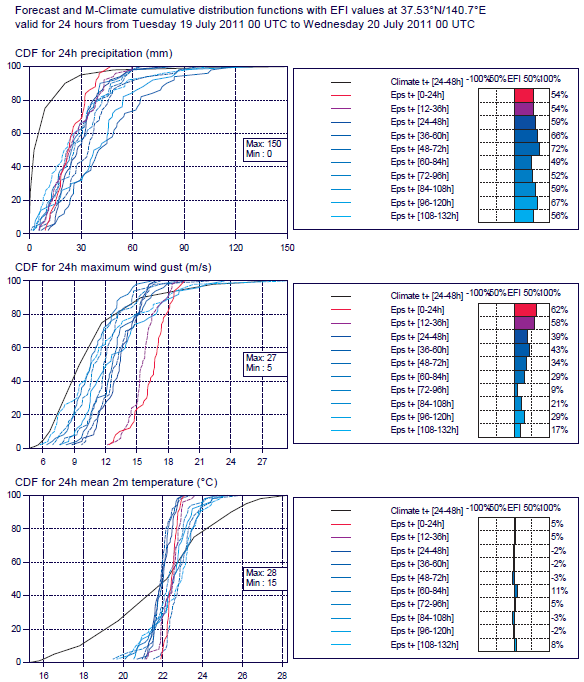 Forecast and M-Climate cumulative distribution functions with EFI values at 37.53°N/140.7°E
valid for 24 hours from Tuesday 19 July 2011 00 UTC to Wednesday 20 July 2011 00 UTC
CDF for 24h precipitation (mm)
100
80
60
40
20
0
0 30 60 90 120 150
Max: 150
Min : 0
Climate t+ [24-48h] -100%50% EFI 50%100%
Eps t+ [0-24h] 54%
Eps t+ [12-36h] 54%
Eps t+ [24-48h] 59%
Eps t+ [36-60h] 66%
Eps t+ [48-72h] 72%
Eps t+ [60-84h] 49%
Eps t+ [72-96h] 52%
Eps t+ [84-108h] 59%
Eps t+ [96-120h] 67%
Eps t+ [108-132h] 56%
CDF for 24h maximum wind gust (m/s)
100
80
60
40
20
0
6 9 12 15 18 21 24 27
Max: 27
Min : 5
Climate t+ [24-48h] -100%50% EFI 50%100%
Eps t+ [0-24h] 62%
Eps t+ [12-36h] 58%
Eps t+ [24-48h] 39%
Eps t+ [36-60h] 43%
Eps t+ [48-72h] 34%
Eps t+ [60-84h] 29%
Eps t+ [72-96h] 9%
Eps t+ [84-108h] 21%
Eps t+ [96-120h] 29%
Eps t+ [108-132h] 17%
CDF for 24h mean 2m temperature (°C)
100
80
60
40
20
0
16 18 20 22 24 26 28
Max: 28
Min : 15
Climate t+ [24-48h] -100%50% EFI 50%100%
Eps t+ [0-24h] 5%
Eps t+ [12-36h] 5%
Eps t+ [24-48h] -2%
Eps t+ [36-60h] -2%
Eps t+ [48-72h] -3%
Eps t+ [60-84h] 11%
Eps t+ [72-96h] 5%
Eps t+ [84-108h] -3%
Eps t+ [96-120h] -2%
Eps t+ [108-132h] 8%